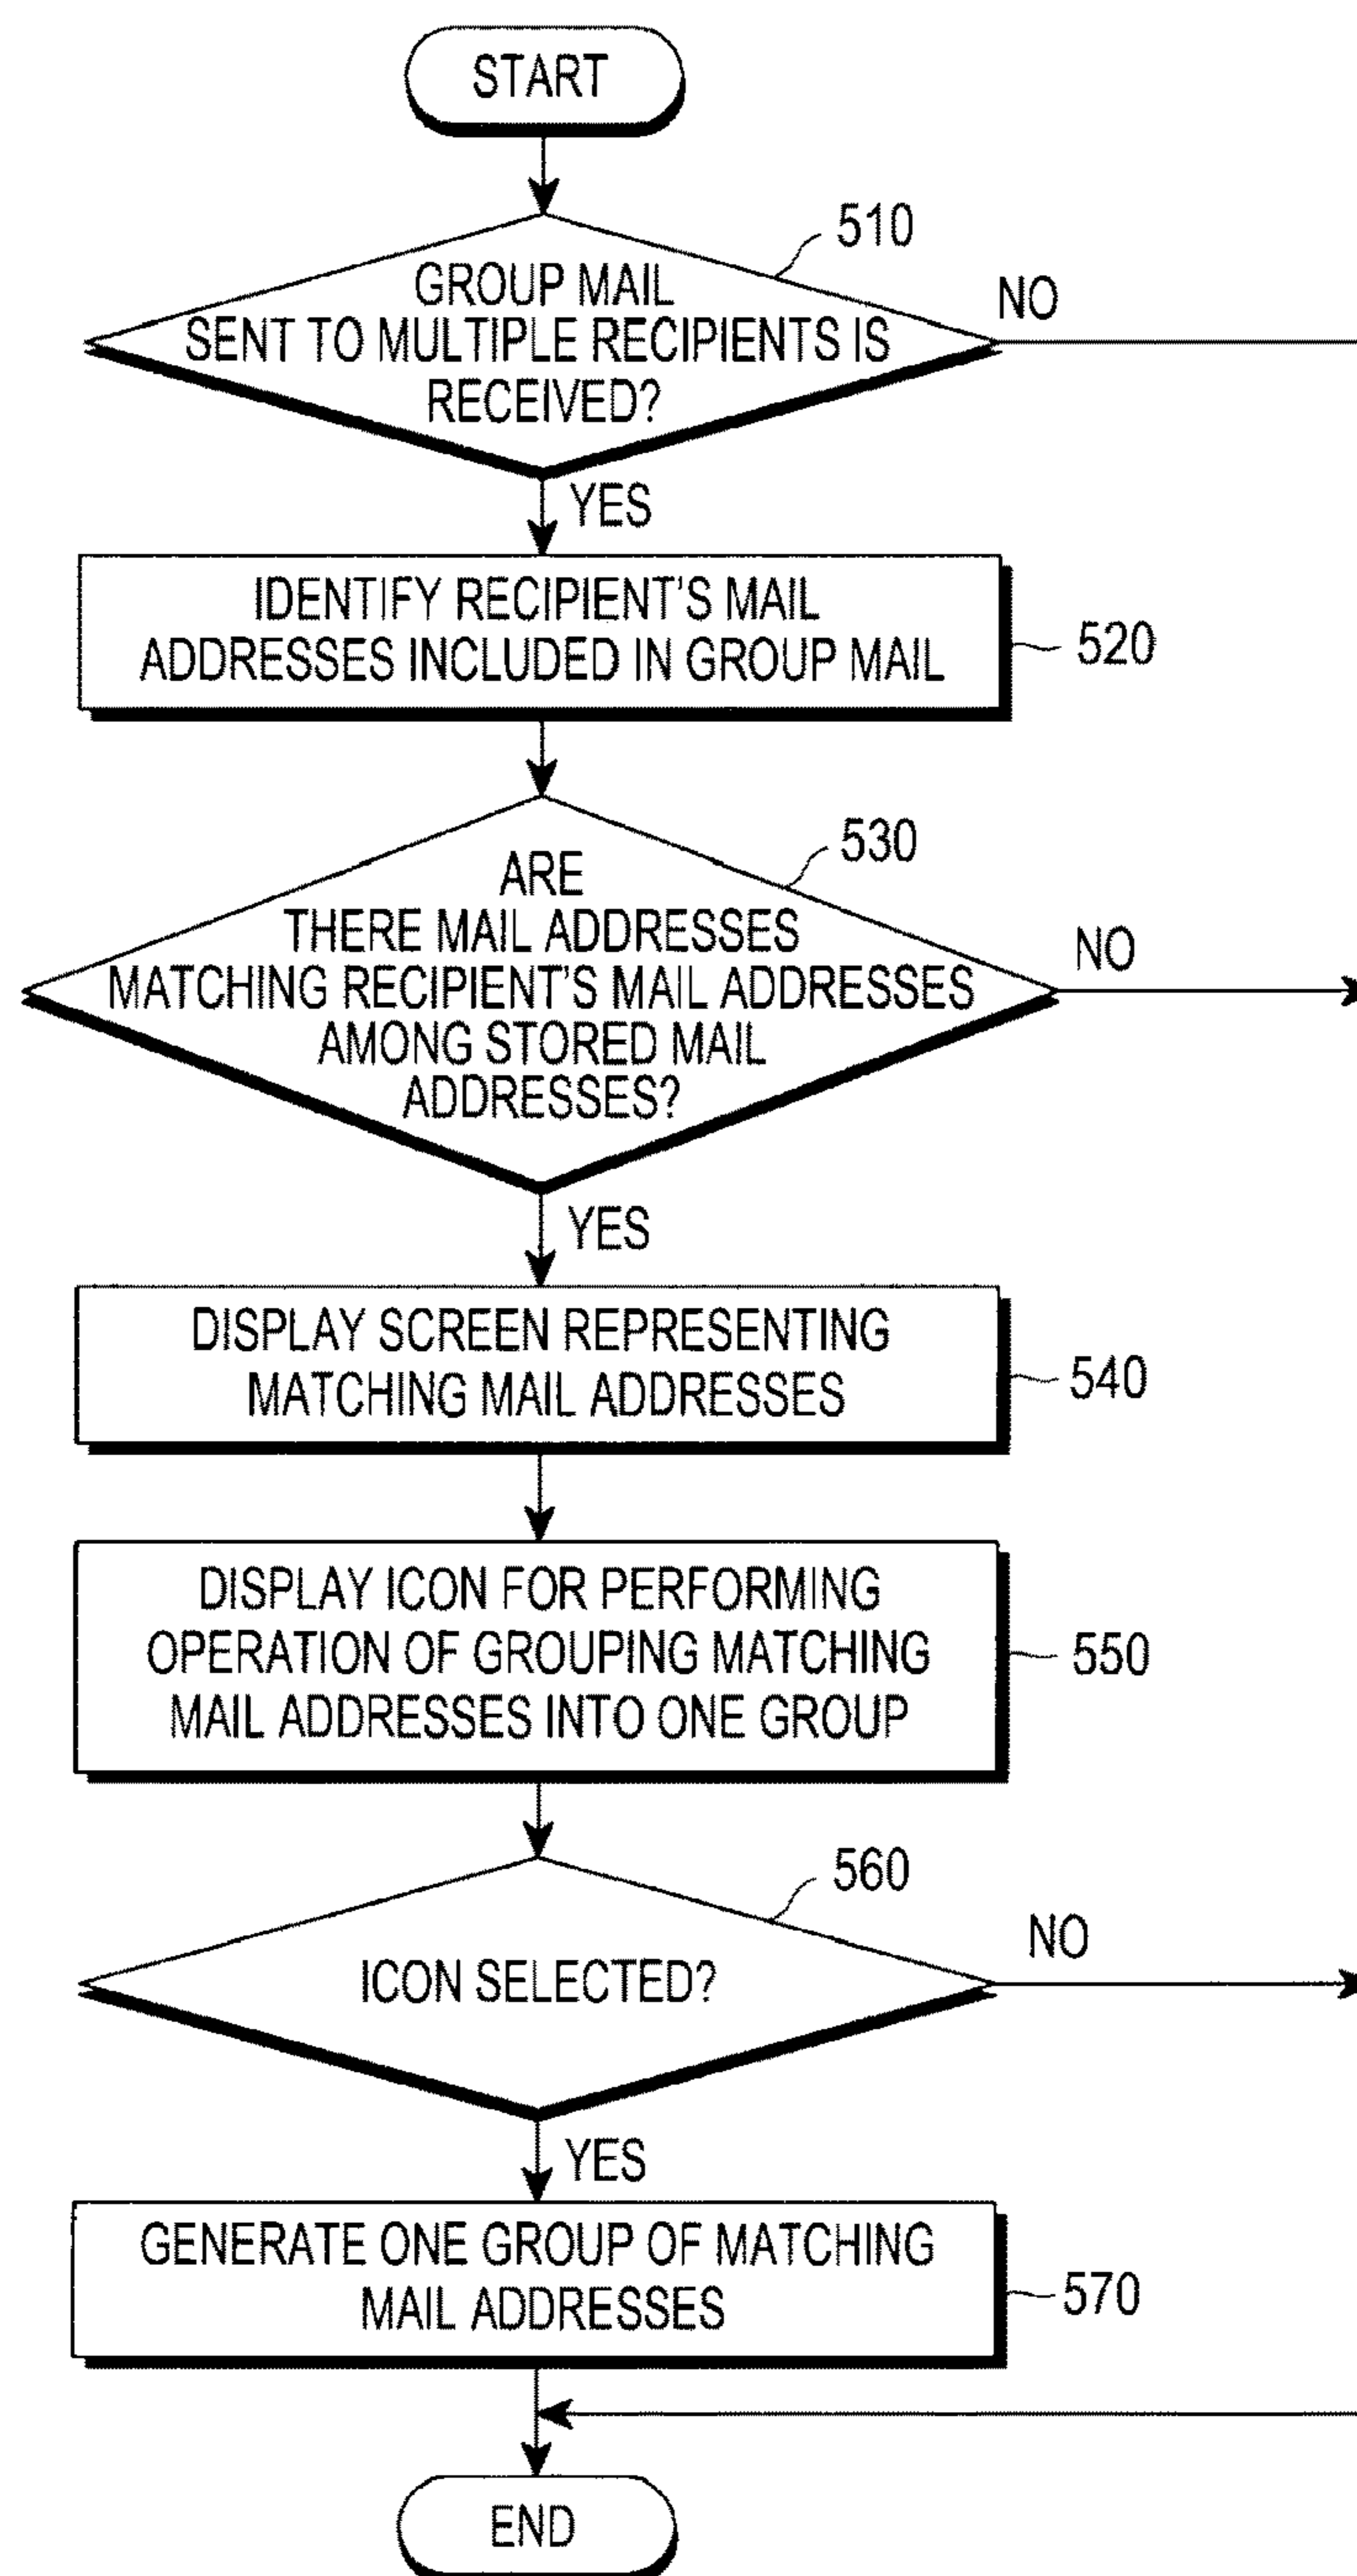 START
510
GROUP MAIL
SENT TO MULTIPLE RECIPIENTS IS
RECEIVED?
NO
YES
IDENTIFY RECIPIENT'S MAIL
ADDRESSES INCLUDED IN GROUP MAIL
520
530
ARE
THERE MAIL ADDRESSES
MATCHING RECIPIENT'S MAIL ADDRESSES
AMONG STORED MAIL
ADDRESSES?
NO
YES
DISPLAY SCREEN REPRESENTING
MATCHING MAIL ADDRESSES
540
DISPLAY ICON FOR PERFORMING
OPERATION OF GROUPING MATCHING
MAIL ADDRESSES INTO ONE GROUP
550
560
ICON SELECTED?
NO
YES
GENERATE ONE GROUP OF MATCHING
MAIL ADDRESSES
570
END